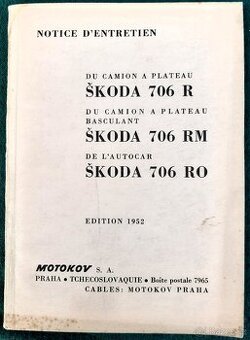 NOTICE D'ENTRETIEN
DU CAMION A PLATEAU
ŠKODA 706 R
DU CAMION A PLATEAU
BASCULANT
ŠKODA 706 RM
DE L'AUTOCAR
ŠKODA 706 RO
EDITION 1952
MOTOKOV S. A.
PRAHA • TCHECOSLOVAQUIE • Boite postale 7965
CABLES: MOTOKOV PRAHA